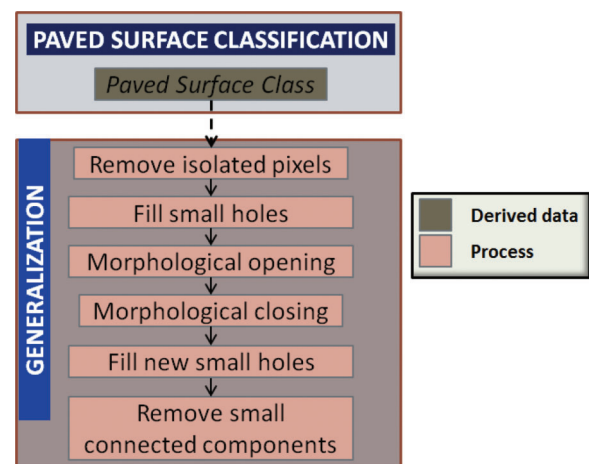 PAVED SURFACE CLASSIFICATION
Paved Surface Class
GENERALIZATION
Remove isolated pixels
Fill small holes
Morphological opening
Morphological closing
Fill new small holes
Remove small
connected components
Derived data
Process